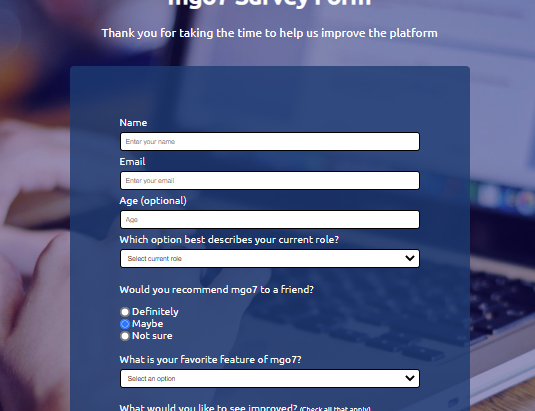 mgo7 Survey Form
Thank you for taking the time to help us improve the platform
Name
Enter your name
Email
Enter your email
Age (optional)
Age
Which option best describes your current role?
Select current role
Would you recommend mgo7 to a friend?
Definitely
Maybe
Not sure
What is your favorite feature of mgo7?
Select an option
What would you like to see improved? (Check all that apply)